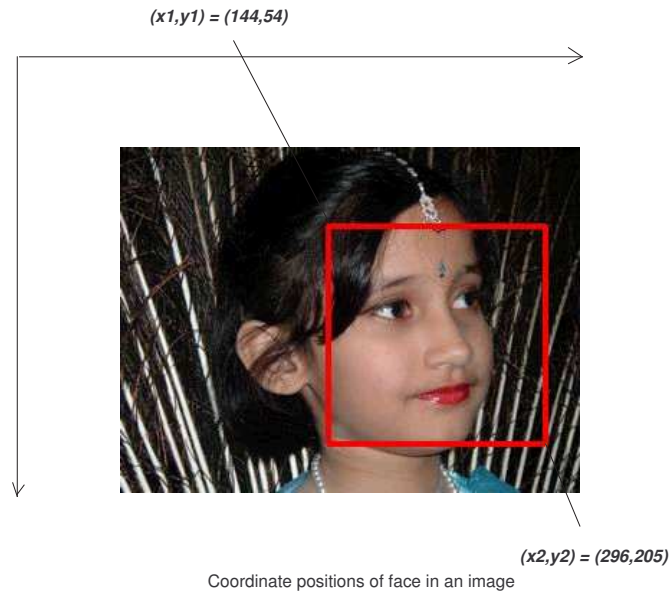 (x1,y1) = (144,54)
(x2,y2) = (296,205)
Coordinate positions of face in an image